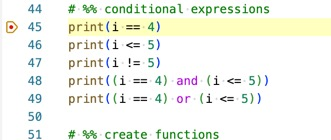 44 # %% conditional expressions
45 print(i == 4)
46 print(i <= 5)
47 print(i != 5)
48 print((i == 4) and (i <= 5))
49 print((i == 4) or (i <= 5))
50
51 # %% create functions